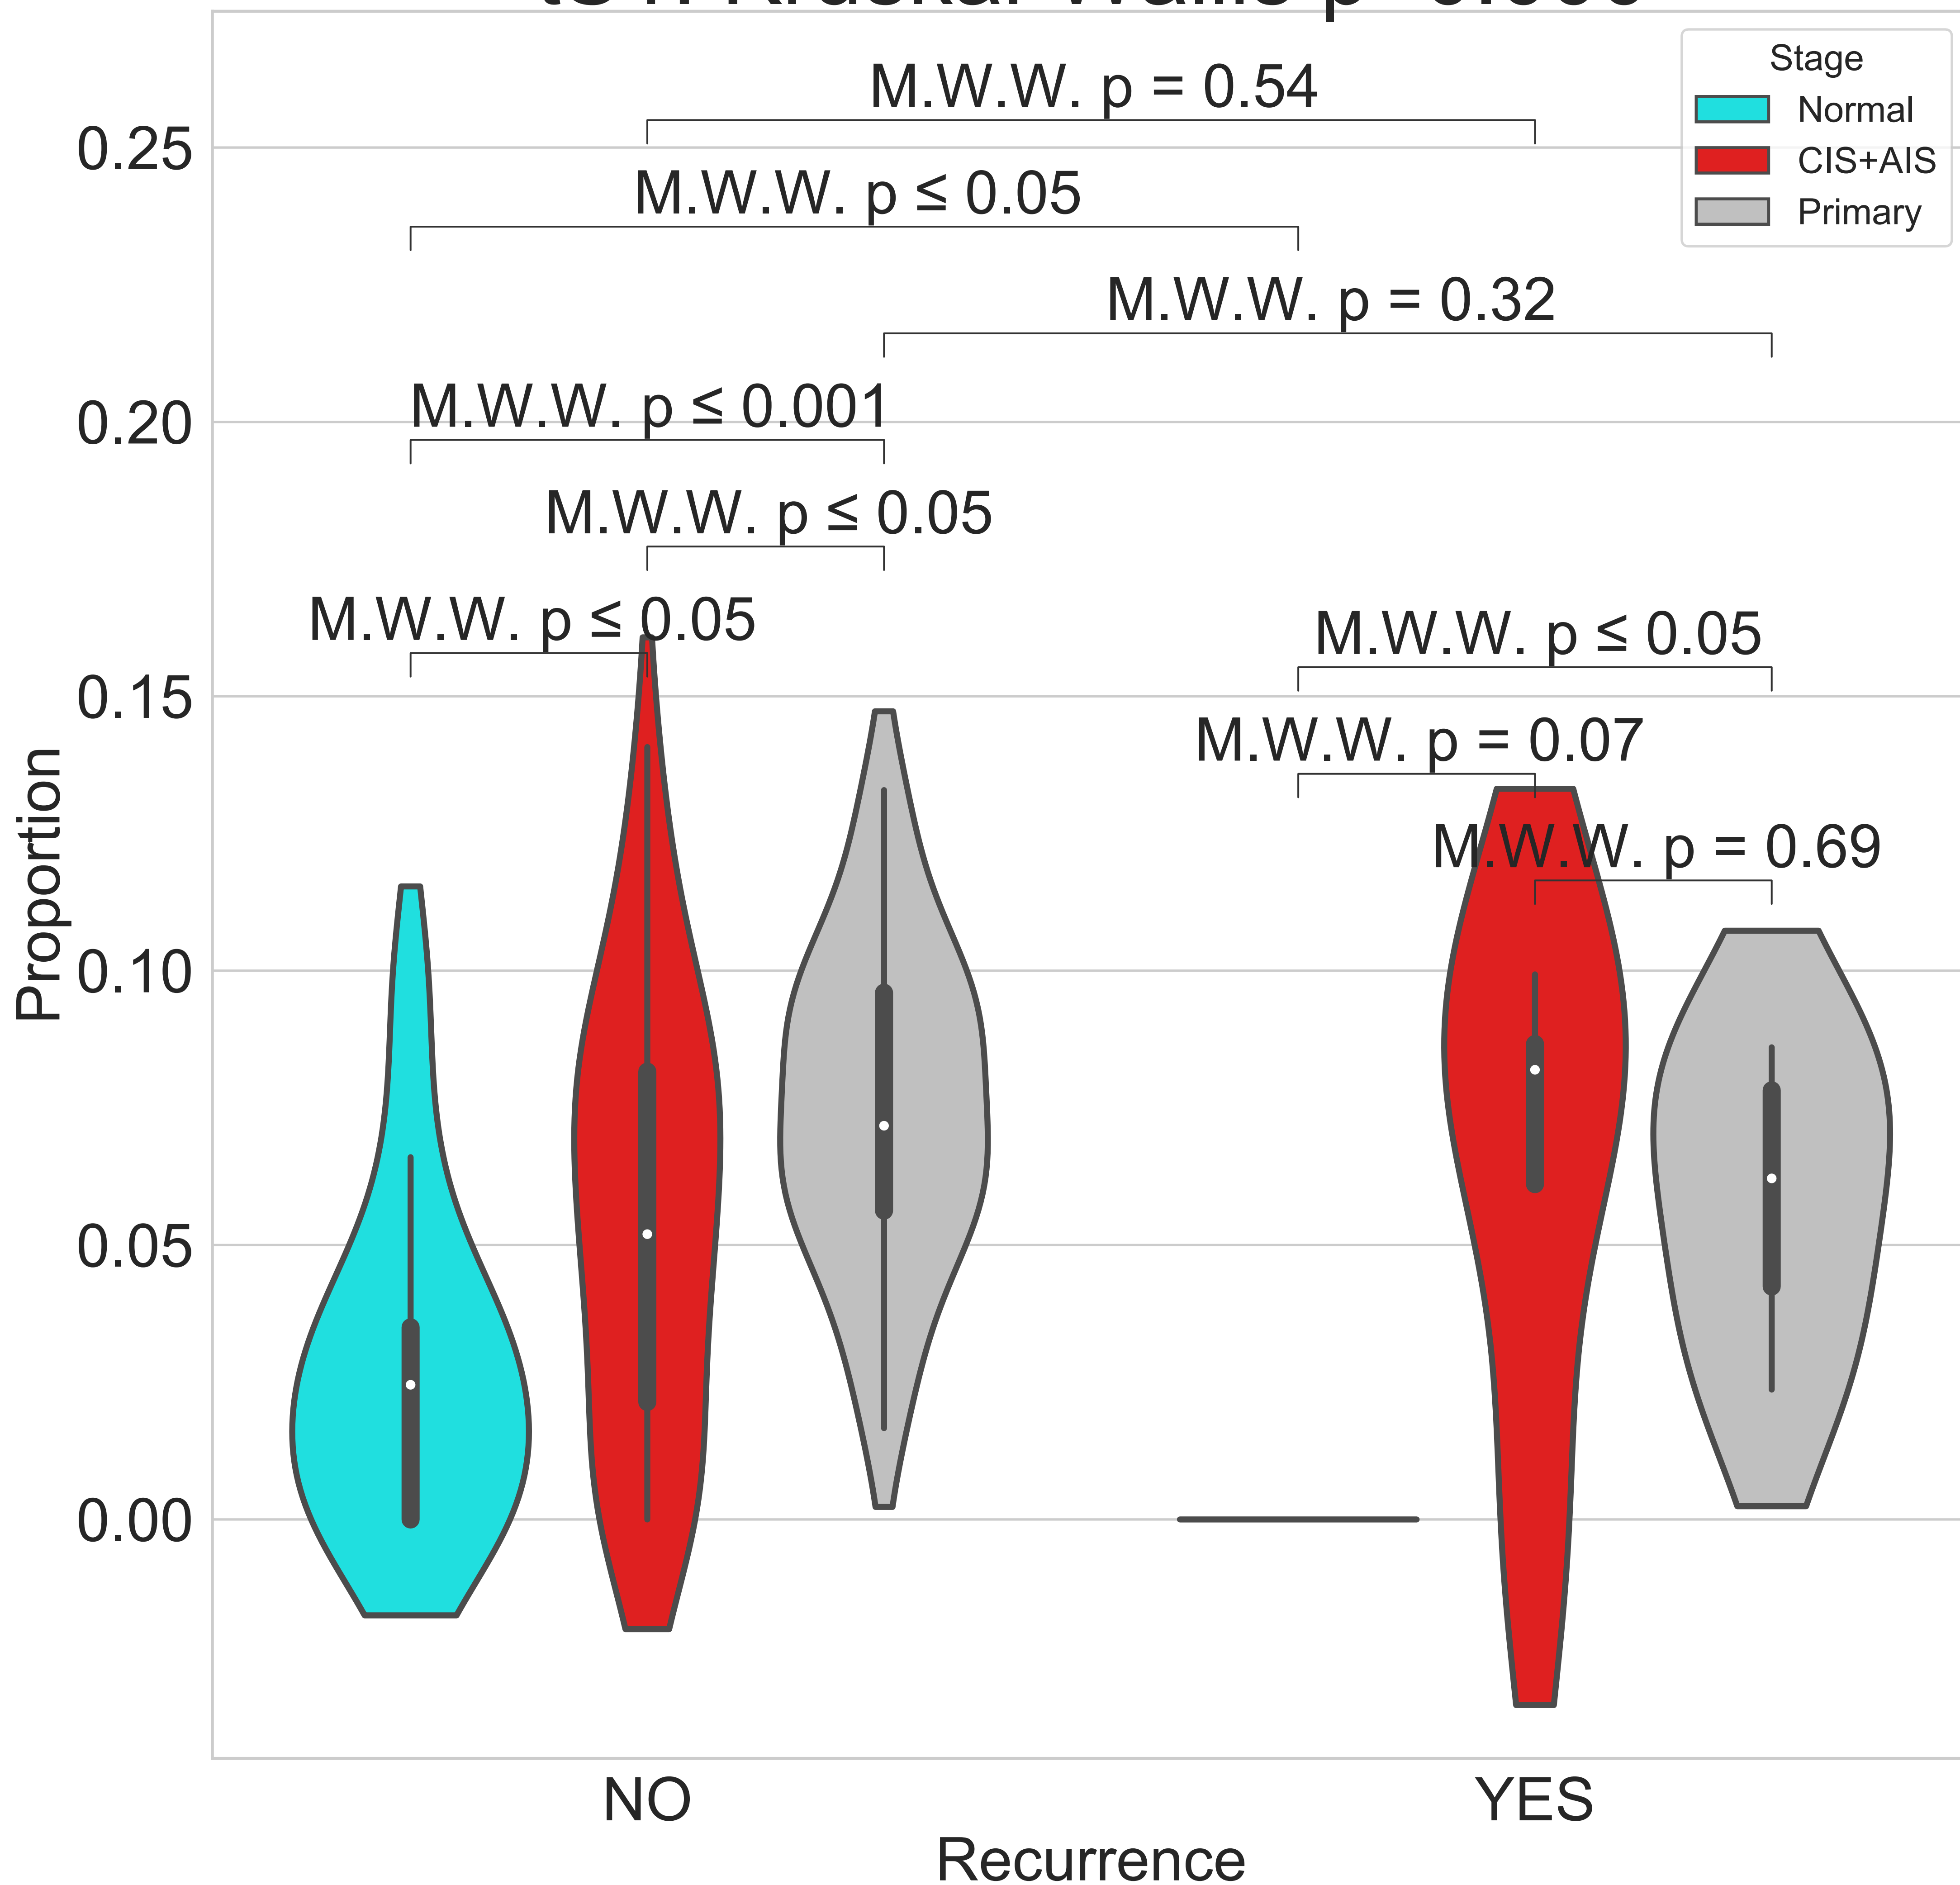 Stage
Normal
CIS+AIS
Primary
M.W.W. p = 0.54
M.W.W. p ≤ 0.05
M.W.W. p = 0.32
M.W.W. p ≤ 0.001
M.W.W. p ≤ 0.05
M.W.W. p ≤ 0.05
M.W.W. p ≤ 0.05
M.W.W. p = 0.07
M.W.W. p = 0.69
0.25
0.20
0.15
0.10
0.05
0.00
Proportion
NO
YES
Recurrence